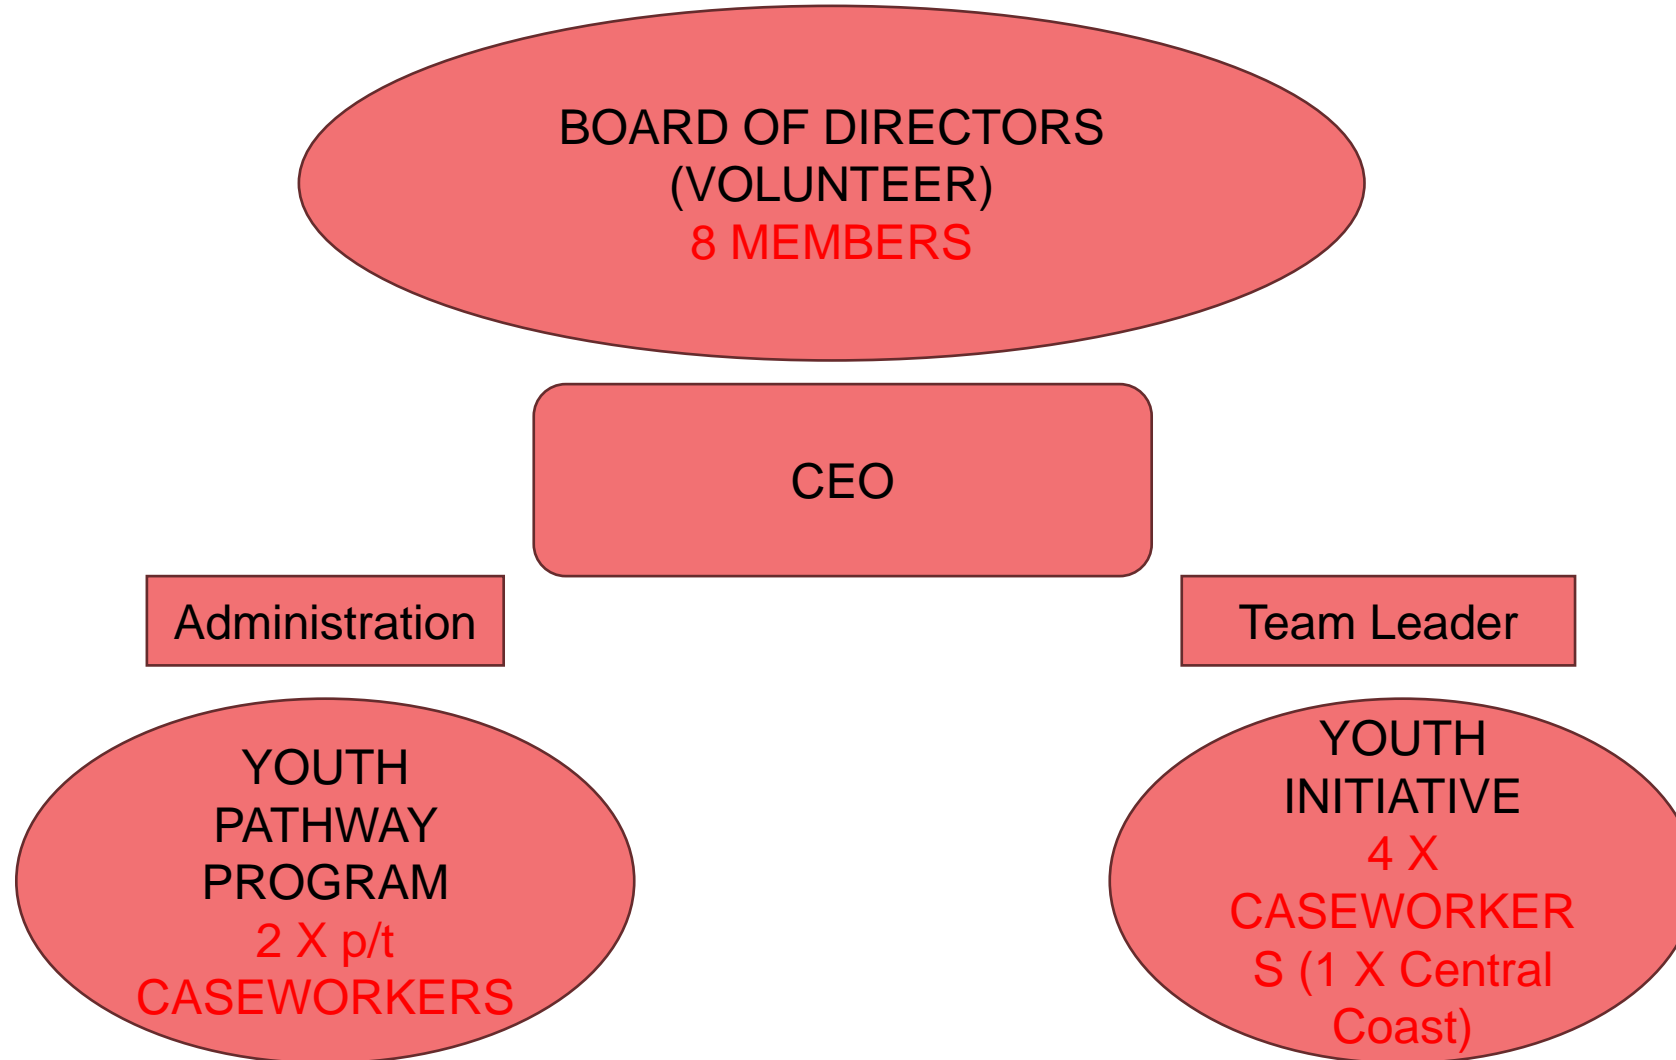 BOARD OF DIRECTORS
(VOLUNTEER)
8 MEMBERS
CEO
Administration
Team Leader
YOUTH
PATHWAY
PROGRAM
2 X p/t
CASEWORKERS
YOUTH
INITIATIVE
4 X
CASEWORKER
S (1 X Central
Coast)